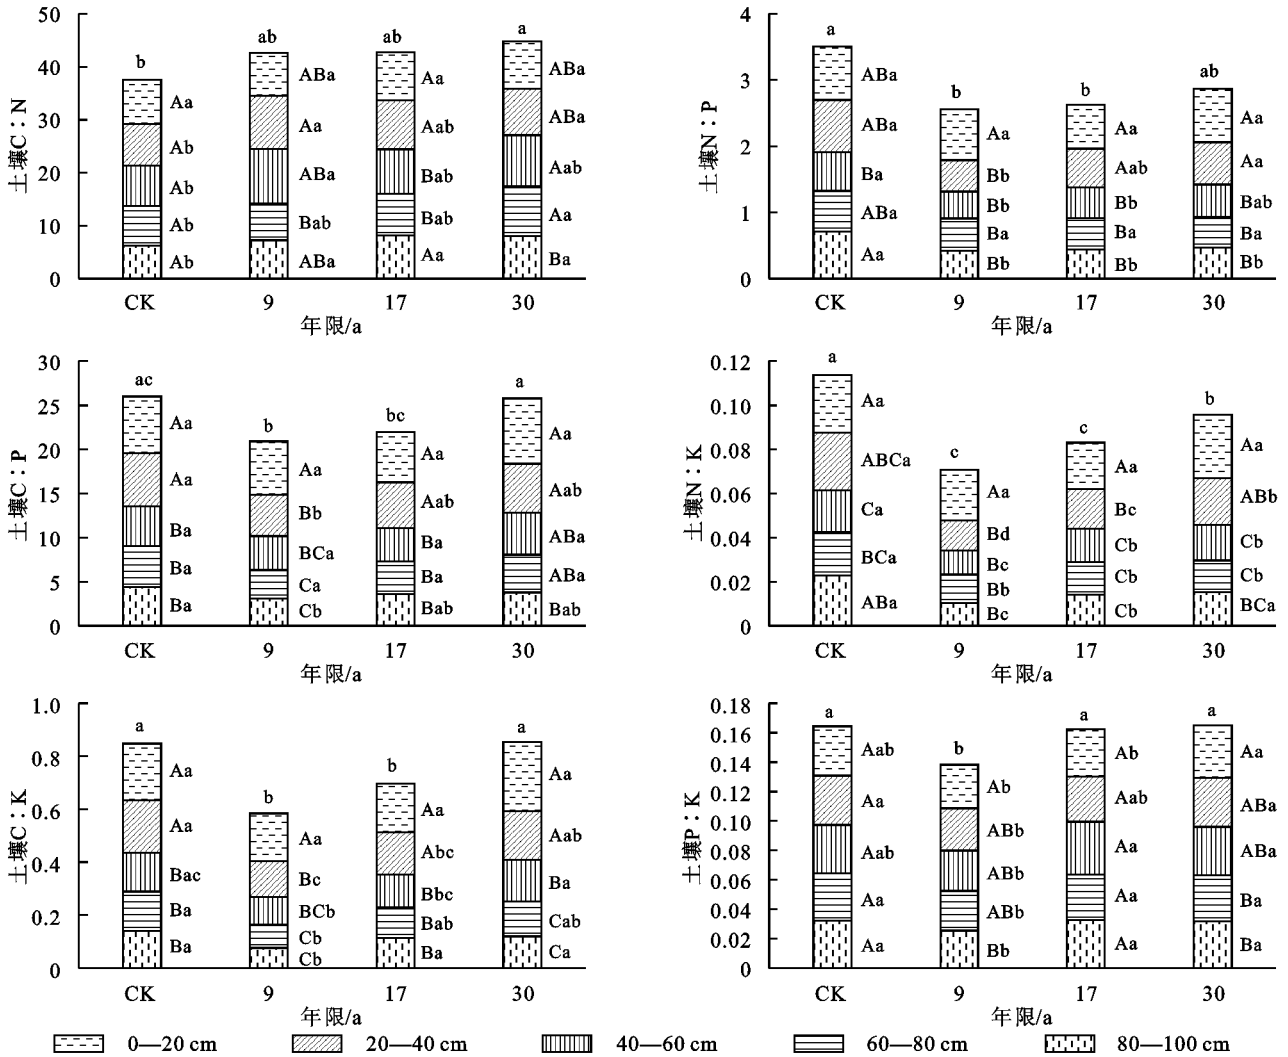 50
40
30
20
10
0
土壤C∶N
b
ab
ab
a
Aa
Ab
Ab
Ab
Ab
ABa
Aa
ABa
Bab
ABa
Aa
Aab
Bab
Bab
Aa
ABa
ABa
Aab
Aa
Ba
CK 9 17 30
年限/a
4
3
2
1
0
土壤N∶P
a
b
b
ab
ABa
ABa
Ba
ABa
Aa
Aa
Bb
Bb
Ba
Bb
Aa
Aab
Bb
Ba
Bb
Aa
Aa
Bab
Ba
Bb
CK 9 17 30
年限/a
30
25
20
15
10
5
0
土壤C∶P
ac
b
bc
a
Aa
Aa
Ba
Ba
Ba
Aa
Bb
BCa
Ca
Cb
Aa
Aab
Ba
Ba
Bab
Aa
Aab
ABa
ABa
Bab
CK 9 17 30
年限/a
0.12
0.10
0.08
0.06
0.04
0.02
0
土壤N∶K
a
c
c
b
Aa
ABCa
Ca
BCa
ABa
Aa
Bd
Bc
Bb
Bc
Aa
Bc
Cb
Cb
Cb
Aa
ABb
Cb
Cb
BCa
CK 9 17 30
年限/a
1.0
0.8
0.6
0.4
0.2
0
土壤C∶K
a
b
b
a
Aa
Aa
Bac
Ba
Ba
Aa
Bc
BCb
Cb
Cb
Aa
Abc
Bbc
Bab
Ba
Aa
Aab
Ba
Cab
Ca
CK 9 17 30
年限/a
0.18
0.16
0.14
0.12
0.10
0.08
0.06
0.04
0.02
0
土壤P∶K
a
b
a
a
Aab
Aa
Aab
Aa
Aa
Ab
ABb
ABb
ABb
Bb
Ab
Aab
Aa
Aa
Aa
Aa
ABa
ABa
Ba
Ba
CK 9 17 30
年限/a
0—20 cm 20—40 cm 40—60 cm 60—80 cm 80—100 cm